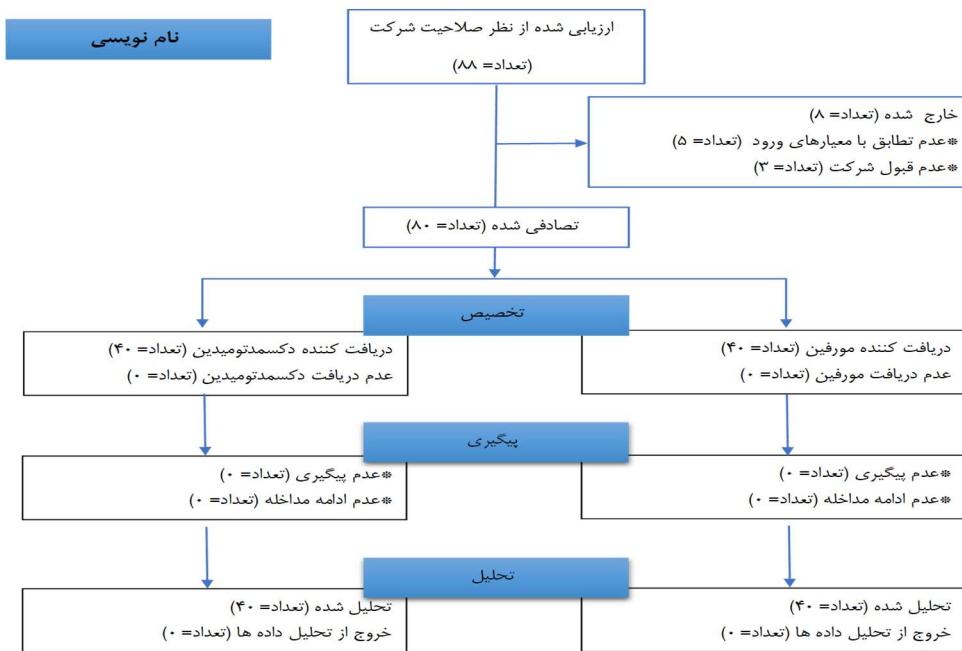 نام نویسی
ارزیابی شده از نظر صلاحیت شرکت
(تعداد= ۸۸)
خارج شده (تعداد= ۸)
*عدم تطابق با معیارهای ورود (تعداد= ۵)
*عدم قبول شرکت (تعداد= ۳)
تصادفی شده (تعداد= ۸۰)
تخصیص
دریافت کننده مورفین (تعداد= ۴۰)
عدم دریافت مورفین (تعداد= ۰)
دریافت کننده دکسمدتومیدین (تعداد= ۴۰)
عدم دریافت دکسمدتومیدین (تعداد= ۰)
پیگیری
*عدم پیگیری (تعداد= ۰)
*عدم ادامه مداخله (تعداد= ۰)
*عدم پیگیری (تعداد= ۰)
*عدم ادامه مداخله (تعداد= ۰)
تحلیل
تحلیل شده (تعداد= ۴۰)
خروج از تحلیل داده ها (تعداد= ۰)
تحلیل شده (تعداد= ۴۰)
خروج از تحلیل داده ها (تعداد= ۰)